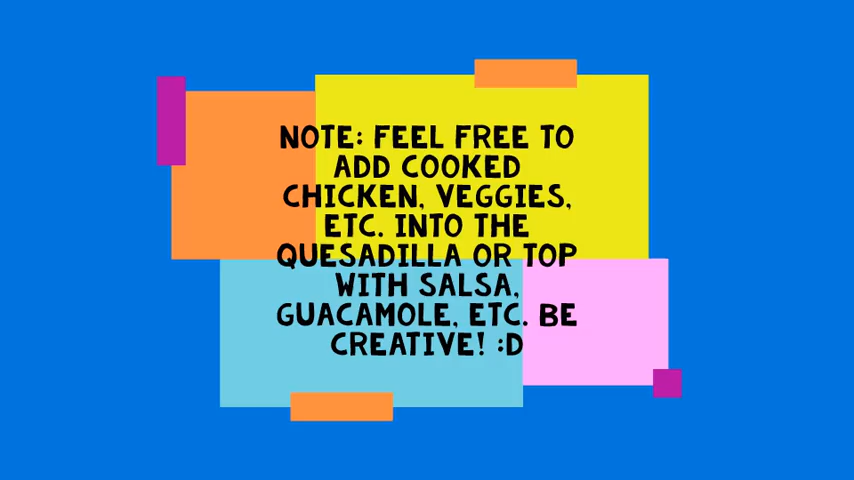 NOTE: FEEL FREE TO
ADD COOKED
CHICKEN, VEGGIES,
ETC. INTO THE
QUESADILLA OR TOP
WITH SALSA,
GUACAMOLE, ETC. BE
CREATIVE! :D